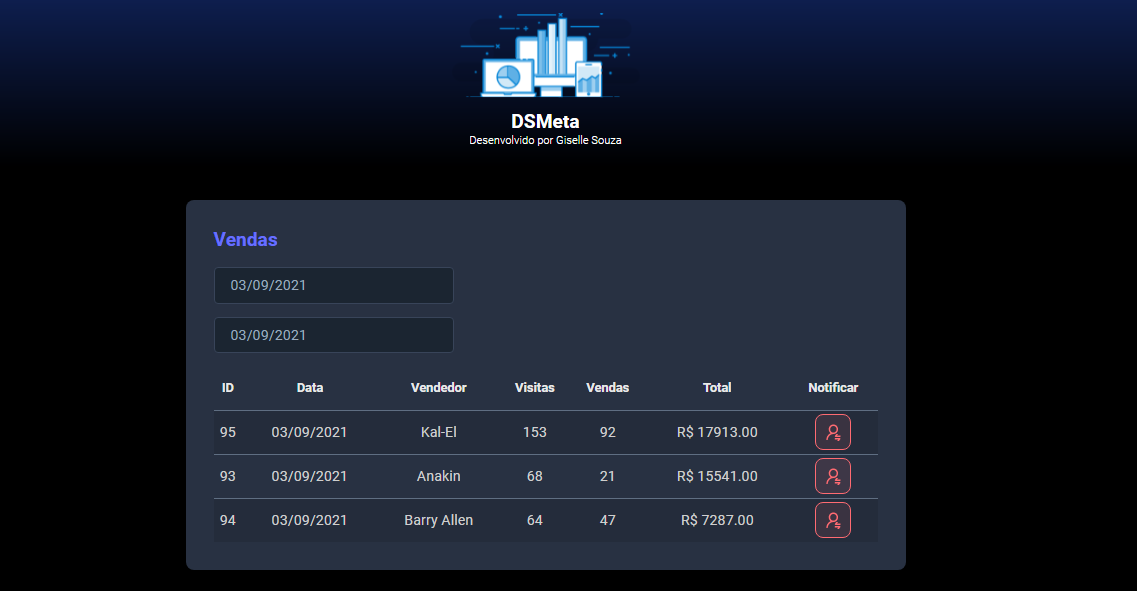 DSMeta
Desenvolvido por Giselle Souza
Vendas
03/09/2021
03/09/2021
ID Data Vendedor Visitas Vendas Total Notificar
95 03/09/2021 Kal-El 153 92 R$ 17913.00
93 03/09/2021 Anakin 68 21 R$ 15541.00
94 03/09/2021 Barry Allen 64 47 R$ 7287.00